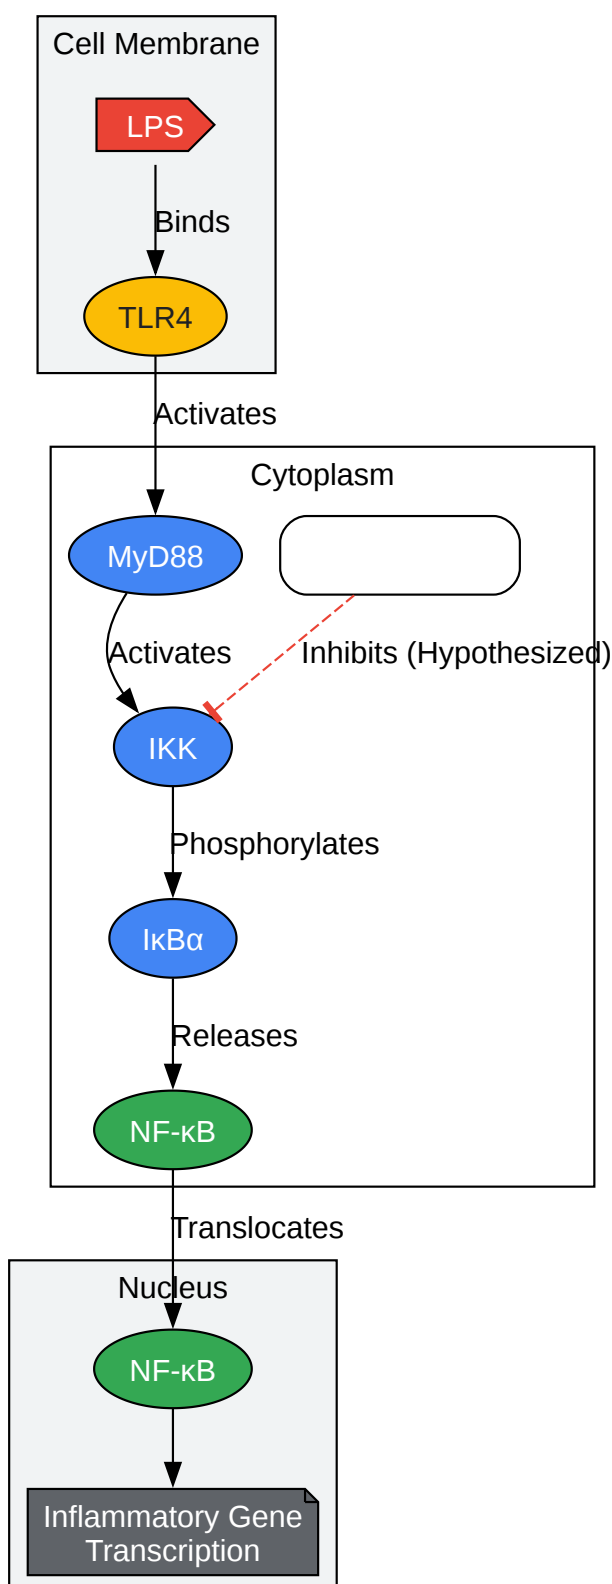 Cell Membrane
LPS
Binds
TLR4
Activates
Cytoplasm
MyD88
Activates
Inhibits (Hypothesized)
IKK
Phosphorylates
IκBα
Releases
NF-κB
Translocates
Nucleus
NF-κB
Inflammatory Gene
Transcription